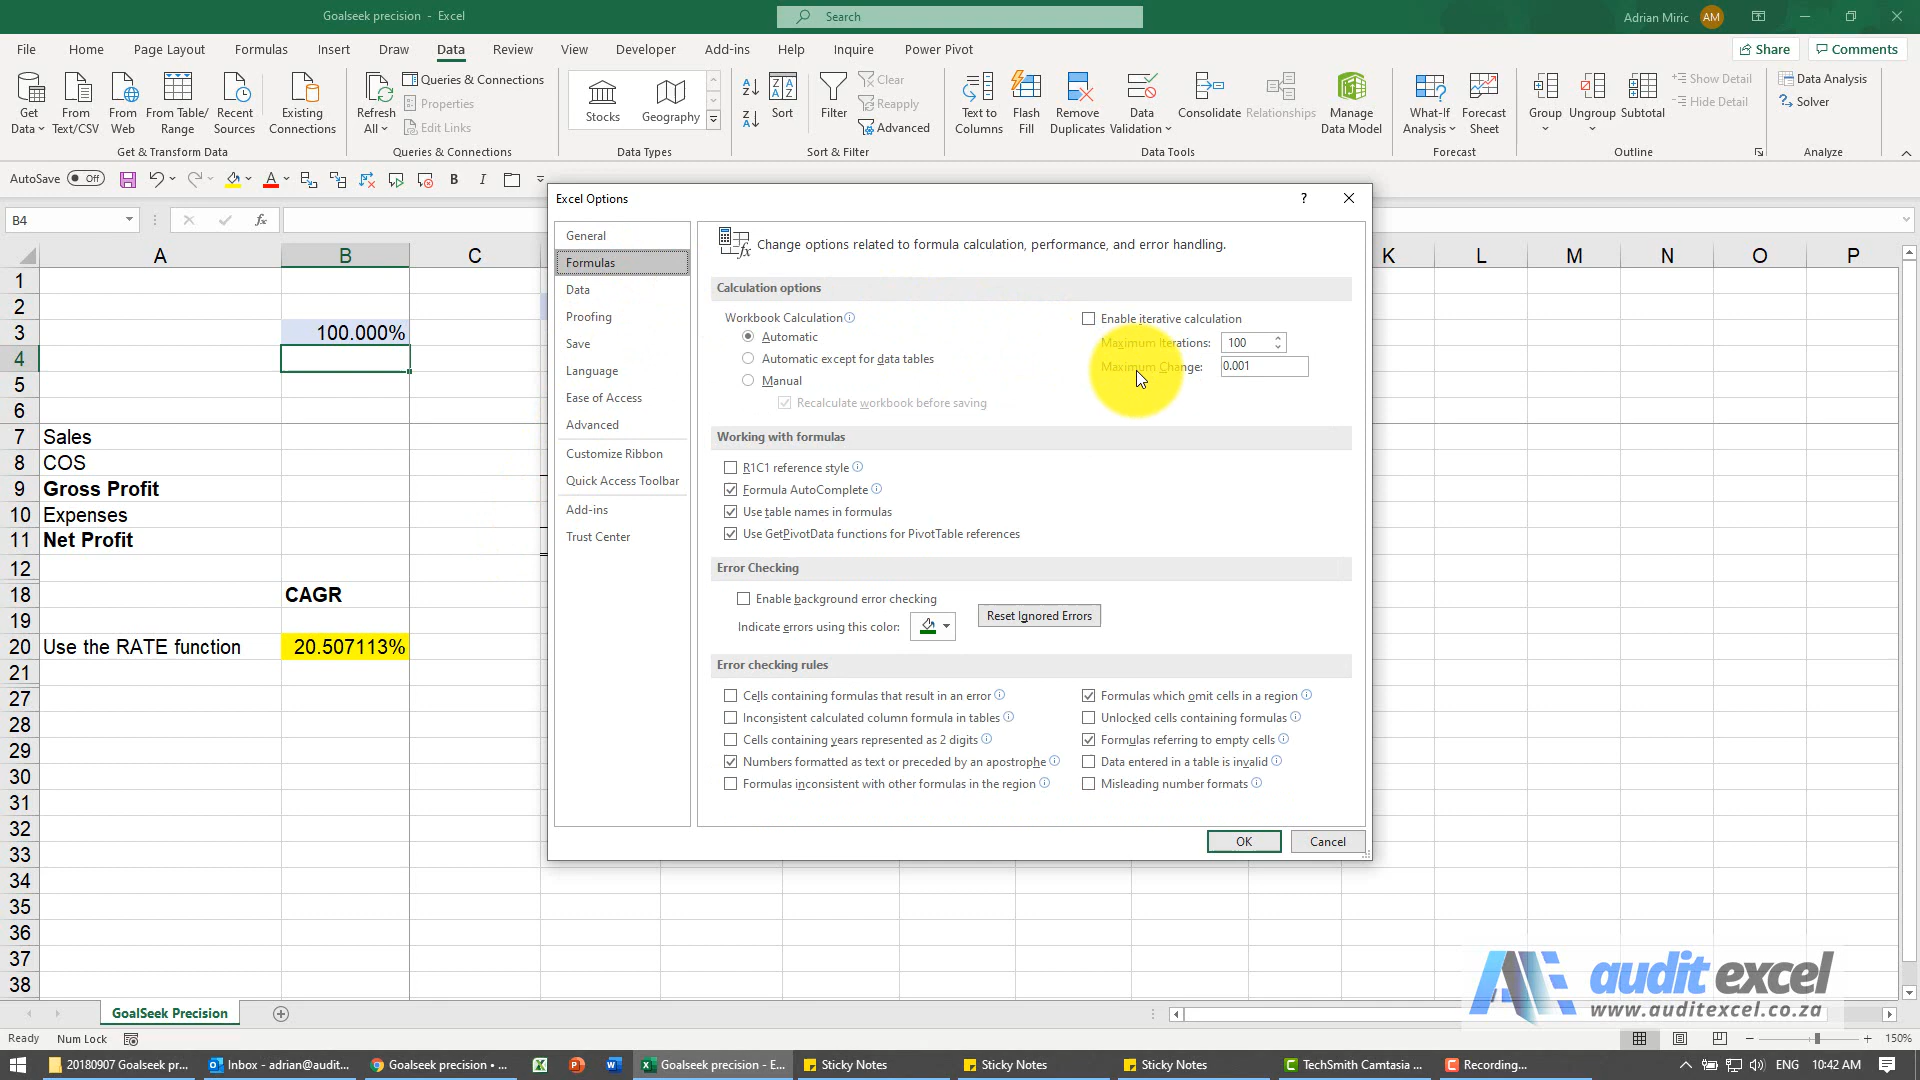 Goalseek precision - Excel
Search
Adrian Miric AM
File Home Page Layout Formulas Insert Draw Data Review View Developer Add-ins Help Inquire Power Pivot
Share Comments
Get Data
From Text/CSV
From Web
From Table/ Range
Recent Sources
Existing Connections
Get & Transform Data
Refresh All
Queries & Connections
Properties
Edit Links
Queries & Connections
Stocks
Geography
Data Types
Sort
Filter
Clear
Reapply
Advanced
Sort & Filter
Text to Columns
Flash Fill
Remove Duplicates
Data Validation
Consolidate
Relationships
Manage Data Model
Data Tools
What-If Analysis
Forecast Sheet
Forecast
Group
Ungroup
Subtotal
Show Detail
Hide Detail
Outline
Data Analysis
Solver
Analyze
AutoSave Off
B I
B4
fx
A B C K L M N O P
1
2
3 100.000%
4
5
6
7 Sales
8 COS
9 Gross Profit
10 Expenses
11 Net Profit
12
18 CAGR
19
20 Use the RATE function 20.507113%
21
27
28
29
30
31
32
33
34
35
36
37
38
Excel Options
?
General
Formulas
Data
Proofing
Save
Language
Ease of Access
Advanced
Customize Ribbon
Quick Access Toolbar
Add-ins
Trust Center
Change options related to formula calculation, performance, and error handling.
Calculation options
Workbook Calculation
Automatic
Automatic except for data tables
Manual
Recalculate workbook before saving
Enable iterative calculation
Maximum Iterations: 100
Maximum Change: 0.001
Working with formulas
R1C1 reference style
Formula AutoComplete
Use table names in formulas
Use GetPivotData functions for PivotTable references
Error Checking
Enable background error checking
Indicate errors using this color:
Reset Ignored Errors
Error checking rules
Cells containing formulas that result in an error
Inconsistent calculated column formula in tables
Cells containing years represented as 2 digits
Numbers formatted as text or preceded by an apostrophe
Formulas inconsistent with other formulas in the region
Formulas which omit cells in a region
Unlocked cells containing formulas
Formulas referring to empty cells
Data entered in a table is invalid
Misleading number formats
OK
Cancel
audit excel
www.auditexcel.co.za
GoalSeek Precision
Ready Num Lock
150%
20180907 Goalseek pr...
Inbox - adrian@audit...
Goalseek precision • ...
Goalseek precision - E...
Sticky Notes
Sticky Notes
Sticky Notes
TechSmith Camtasia ...
Recording...
ENG
10:42 AM